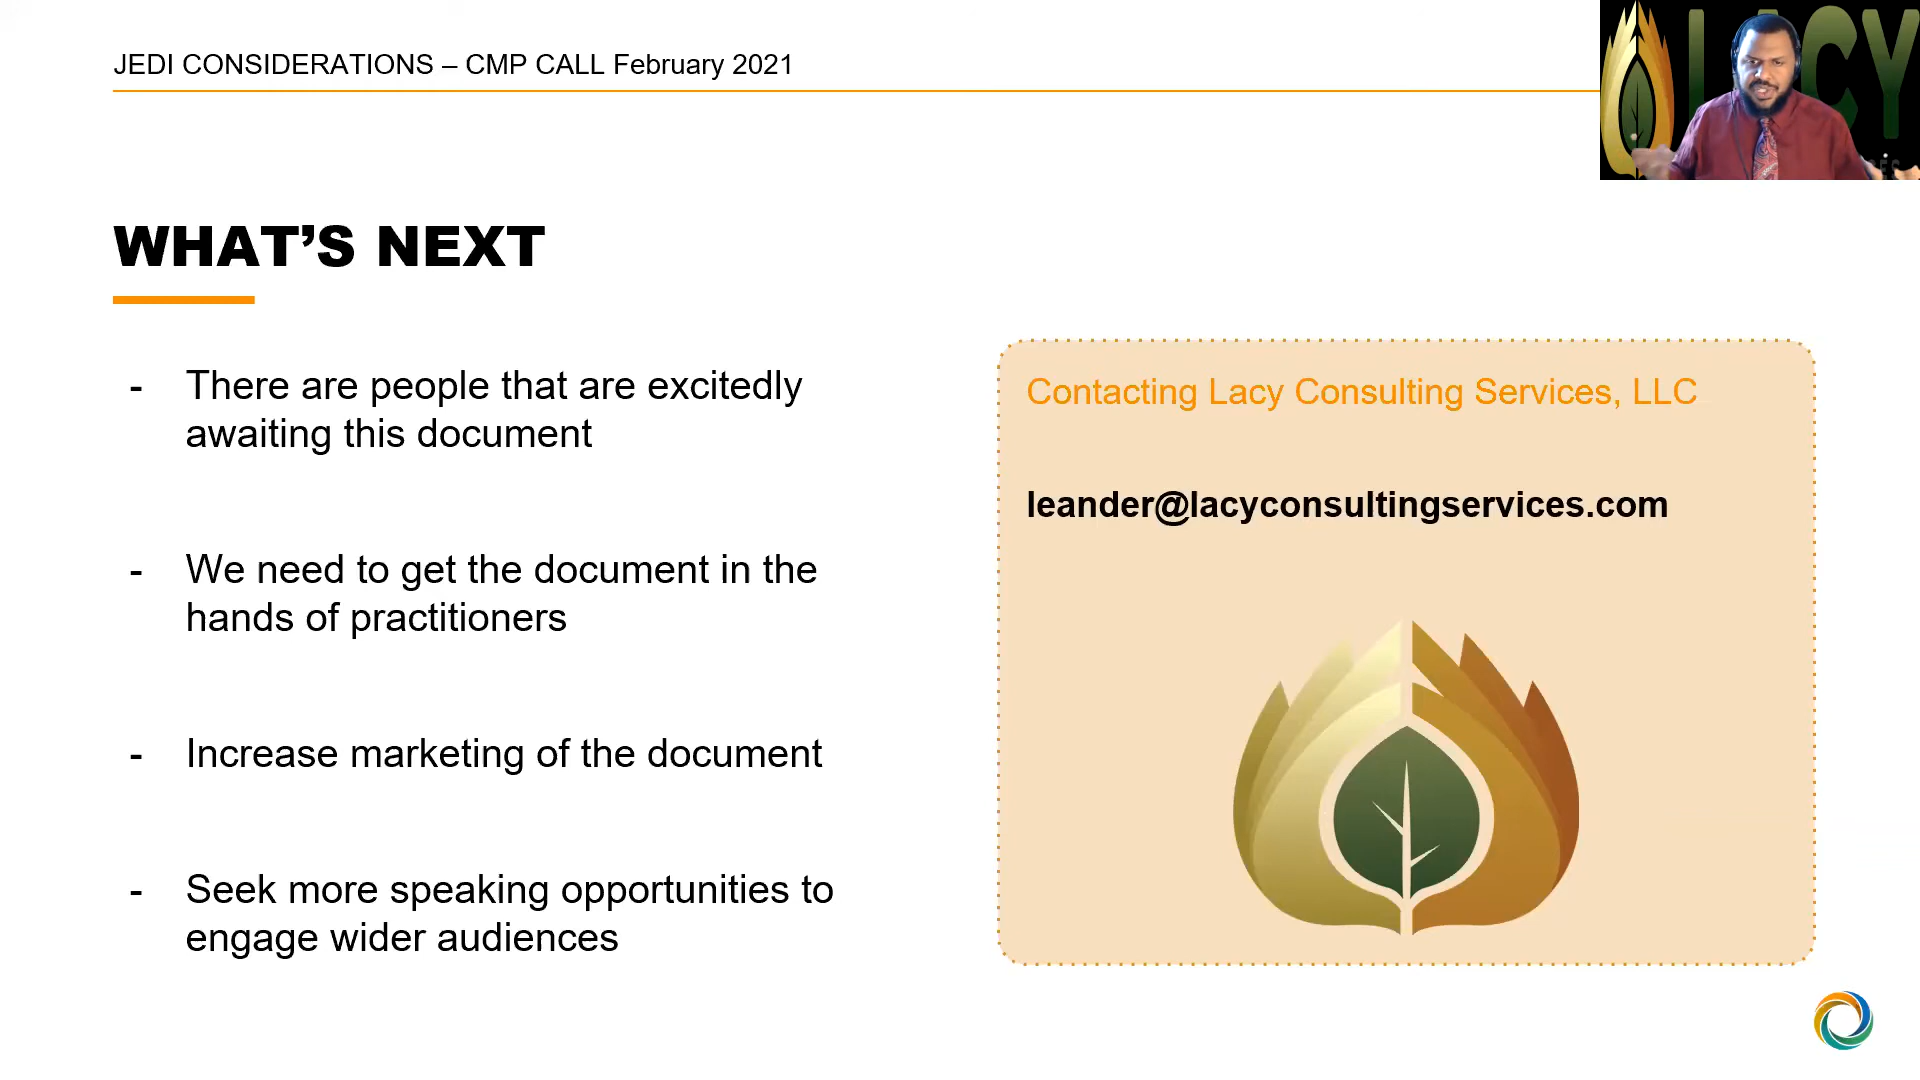 JEDI CONSIDERATIONS – CMP CALL February 2021
LACY
WHAT’S NEXT
- There are people that are excitedly
awaiting this document
- We need to get the document in the
hands of practitioners
- Increase marketing of the document
- Seek more speaking opportunities to
engage wider audiences
Contacting Lacy Consulting Services, LLC
leander@lacyconsultingservices.com